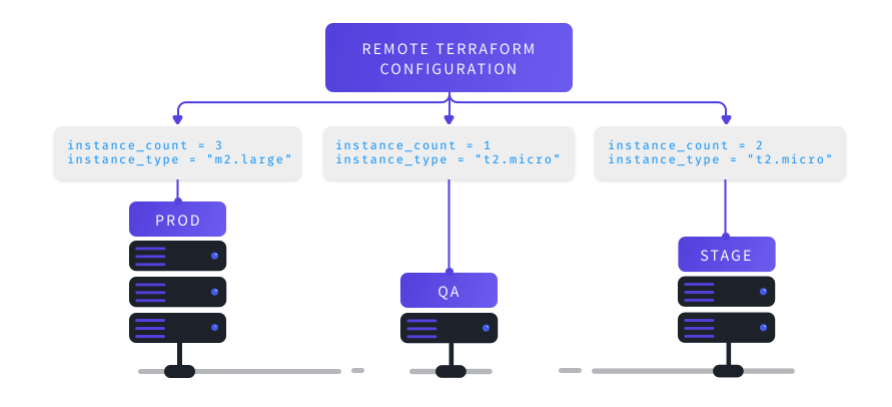 REMOTE TERRAFORM
CONFIGURATION
instance_count = 3
instance_type = "m2.large"
instance_count = 1
instance_type = "t2.micro"
instance_count = 2
instance_type = "t2.micro"
PROD
STAGE
QA